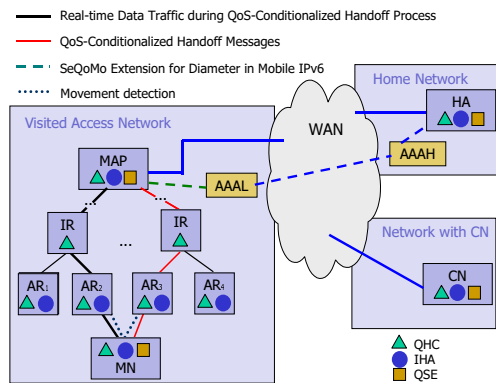 Real-time Data Traffic during QoS-Conditionalized Handoff Process
QoS-Conditionalized Handoff Messages
SeQoMo Extension for Diameter in Mobile IPv6
Movement detection
Home Network
HA
AAAH
WAN
Visited Access Network
MAP
AAAL
...
...
IR
...
IR
Network with CN
CN
AR1
AR2
AR3
AR4
MN
QHC
IHA
QSE